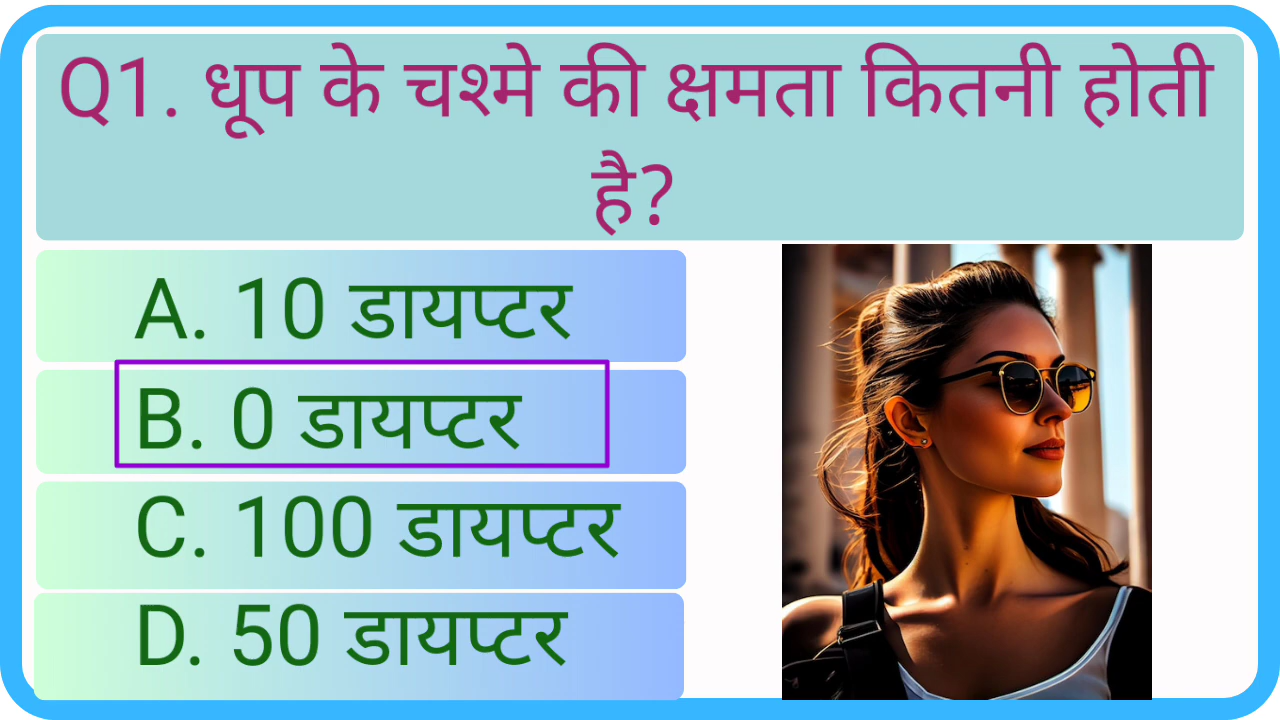 Q1. धूप के चश्मे की क्षमता कितनी होती
है?
A. 10 डायप्टर
B. 0 डायप्टर
C. 100 डायप्टर
D. 50 डायप्टर